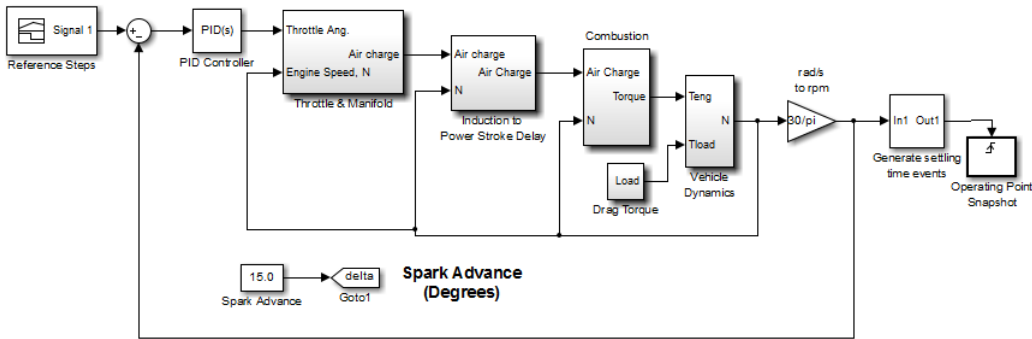 Signal 1
Reference Steps
+
−
PID(s)
PID Controller
Throttle Ang.
Air charge
Engine Speed, N
Throttle & Manifold
Air charge
Air Charge
N
Induction to
Power Stroke Delay
Combustion
Air Charge
Torque
N
Load
Drag Torque
Teng
N
Tload
Vehicle
Dynamics
rad/s
to rpm
30/pi
In1 Out1
Generate settling
time events
Operating Point
Snapshot
15.0
Spark Advance
delta
Goto1
Spark Advance
(Degrees)